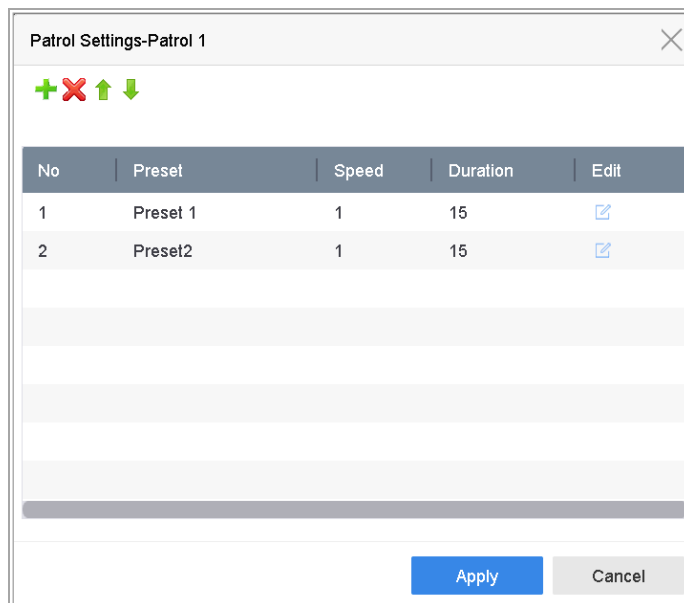 Patrol Settings-Patrol 1
No Preset Speed Duration Edit
1 Preset 1 1 15
2 Preset2 1 15
Apply Cancel